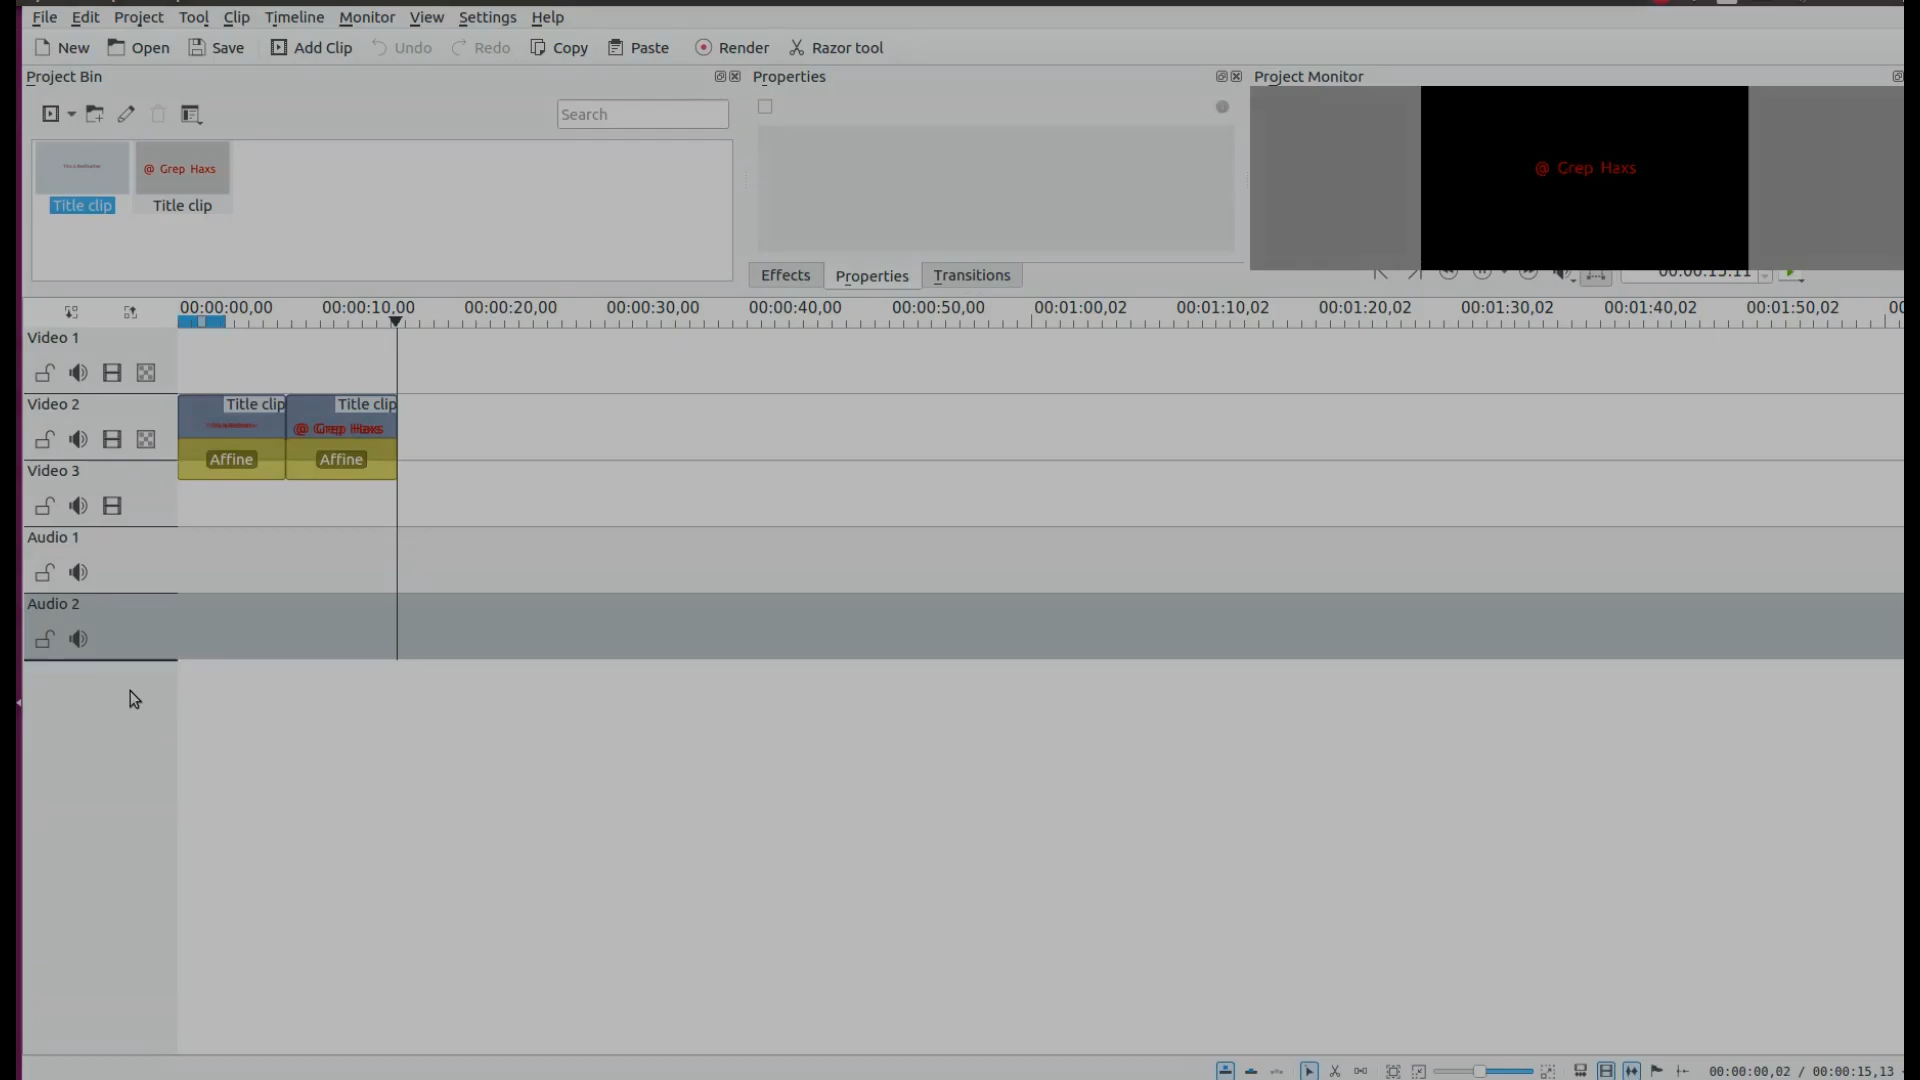 File Edit Project Tool Clip Timeline Monitor View Settings Help
New Open Save Add Clip Undo Redo Copy Paste Render Razor tool
Project Bin Properties Project Monitor
Search
@ Grep Haxs
@ Grep Haxs
Title clip Title clip
Effects Properties Transitions
00:00:00,00 00:00:10,00 00:00:20,00 00:00:30,00 00:00:40,00 00:00:50,00 00:01:00,02 00:01:10,02 00:01:20,02 00:01:30,02 00:01:40,02 00:01:50,02
Video 1
Video 2 Title clip Title clip
@ Grep Haxs
Affine Affine
Video 3
Audio 1
Audio 2
00:00:00,02 / 00:00:15,13